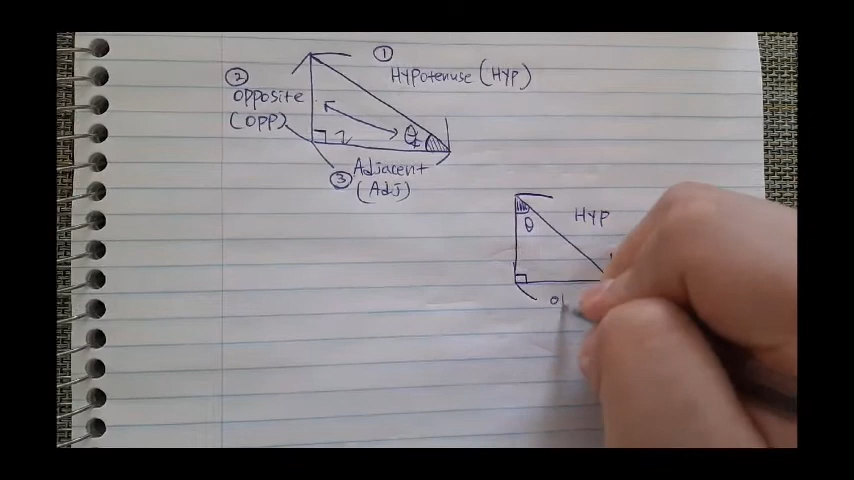 ①
Hypotenuse (HYP)
②
Opposite
(OPP)
θ
③ Adjacent
(Adj)
HYP
θ